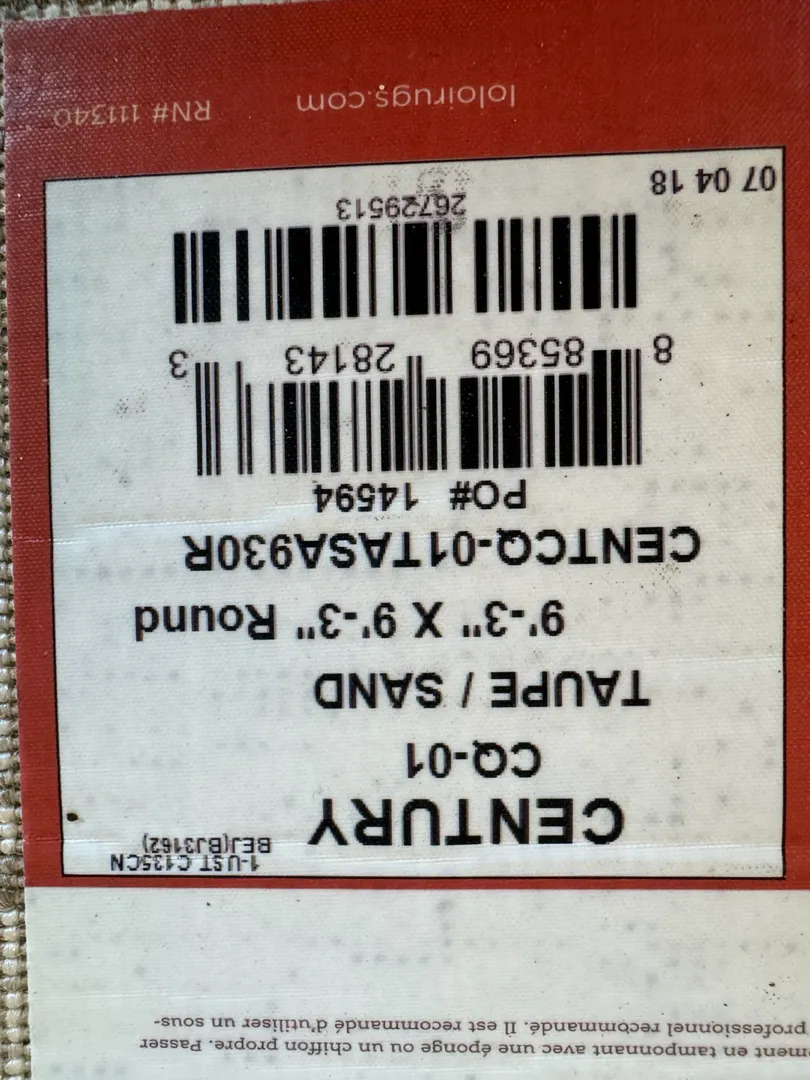 ment en tamponnant avec une éponge ou un chiffon propre. Passer
professionnel recommandé. Il est recommandé d'utiliser un sous-
1-UST C135CN
BEJ(BJ3162)
CENTURY
CQ-01
TAUPE / SAND
9'-3" X 9'-3" Round
CENTCQ-01TASA930R
PO# 14594
8 85369 28143 3
26729513
07 04 18
loloirugs.com RN# 111340